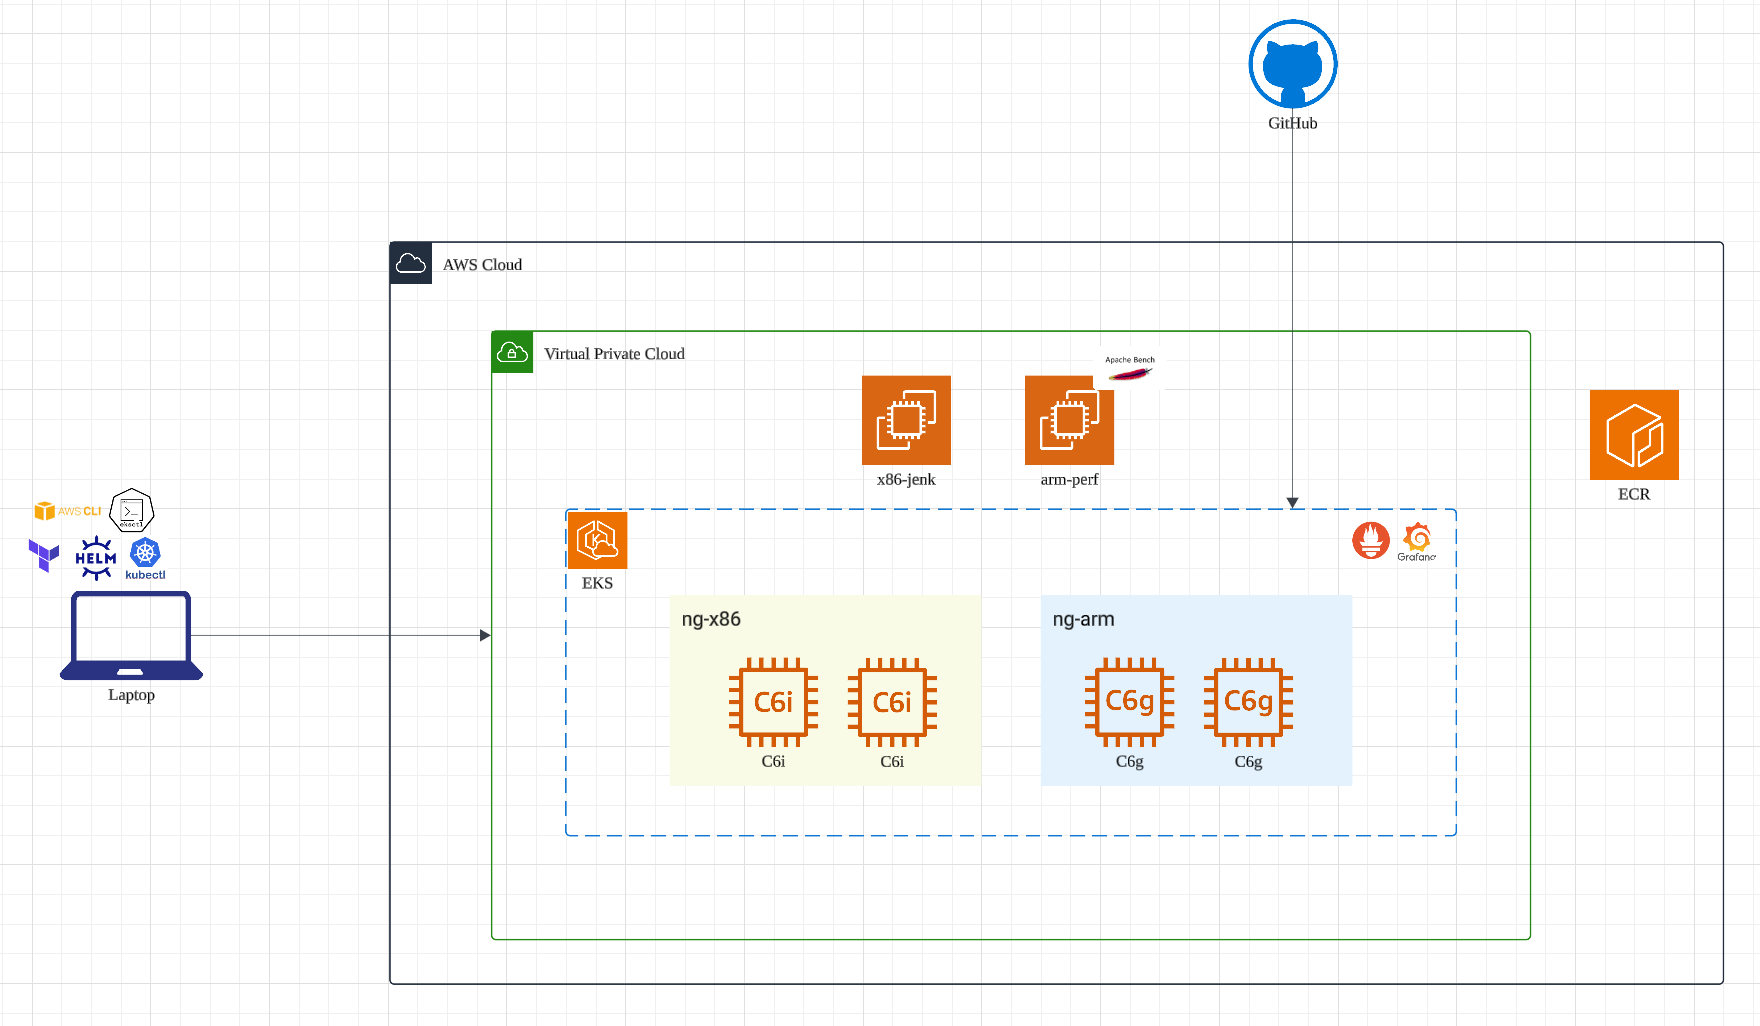 GitHub
AWS Cloud
Virtual Private Cloud
Apache Bench
x86-jenk
arm-perf
ECR
AWS CLI
eksctl
HELM
kubectl
Laptop
EKS
Grafana
ng-x86
ng-arm
C6i
C6i
C6g
C6g
C6i
C6i
C6g
C6g